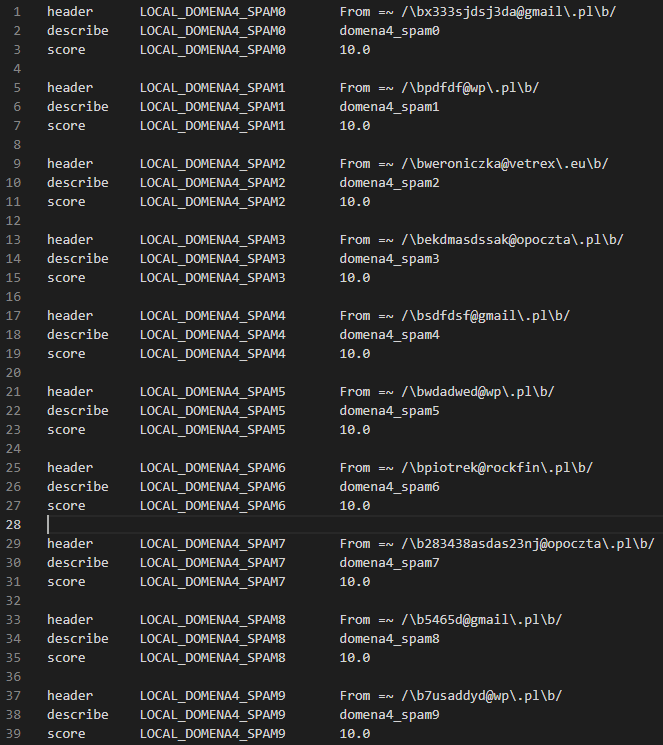 1 header LOCAL_DOMENA4_SPAM0 From =~ /\bx333sjdsj3da@gmail\.pl\b/
2 describe LOCAL_DOMENA4_SPAM0 domena4_spam0
3 score LOCAL_DOMENA4_SPAM0 10.0
4
5 header LOCAL_DOMENA4_SPAM1 From =~ /\bpdfdf@wp\.pl\b/
6 describe LOCAL_DOMENA4_SPAM1 domena4_spam1
7 score LOCAL_DOMENA4_SPAM1 10.0
8
9 header LOCAL_DOMENA4_SPAM2 From =~ /\bweroniczka@vetrex\.eu\b/
10 describe LOCAL_DOMENA4_SPAM2 domena4_spam2
11 score LOCAL_DOMENA4_SPAM2 10.0
12
13 header LOCAL_DOMENA4_SPAM3 From =~ /\bekdmasdssak@opoczta\.pl\b/
14 describe LOCAL_DOMENA4_SPAM3 domena4_spam3
15 score LOCAL_DOMENA4_SPAM3 10.0
16
17 header LOCAL_DOMENA4_SPAM4 From =~ /\bsdfdsf@gmail\.pl\b/
18 describe LOCAL_DOMENA4_SPAM4 domena4_spam4
19 score LOCAL_DOMENA4_SPAM4 10.0
20
21 header LOCAL_DOMENA4_SPAM5 From =~ /\bwdadwed@wp\.pl\b/
22 describe LOCAL_DOMENA4_SPAM5 domena4_spam5
23 score LOCAL_DOMENA4_SPAM5 10.0
24
25 header LOCAL_DOMENA4_SPAM6 From =~ /\bpiotrek@rockfin\.pl\b/
26 describe LOCAL_DOMENA4_SPAM6 domena4_spam6
27 score LOCAL_DOMENA4_SPAM6 10.0
28
29 header LOCAL_DOMENA4_SPAM7 From =~ /\b283438asdas23nj@opoczta\.pl\b/
30 describe LOCAL_DOMENA4_SPAM7 domena4_spam7
31 score LOCAL_DOMENA4_SPAM7 10.0
32
33 header LOCAL_DOMENA4_SPAM8 From =~ /\b5465d@gmail\.pl\b/
34 describe LOCAL_DOMENA4_SPAM8 domena4_spam8
35 score LOCAL_DOMENA4_SPAM8 10.0
36
37 header LOCAL_DOMENA4_SPAM9 From =~ /\b7usaddyd@wp\.pl\b/
38 describe LOCAL_DOMENA4_SPAM9 domena4_spam9
39 score LOCAL_DOMENA4_SPAM9 10.0